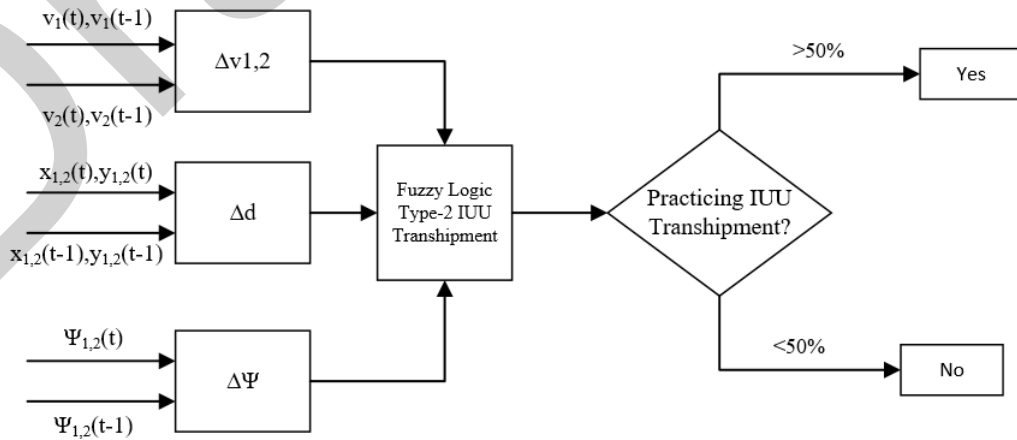 v₁(t),v₁(t-1)
Δv1,2
v₂(t),v₂(t-1)
x₁,₂(t),y₁,₂(t)
Δd
x₁,₂(t-1),y₁,₂(t-1)
Ψ₁,₂(t)
ΔΨ
Ψ₁,₂(t-1)
Fuzzy Logic
Type-2 IUU
Transhipment
Practicing IUU
Transhipment?
>50%
Yes
<50%
No